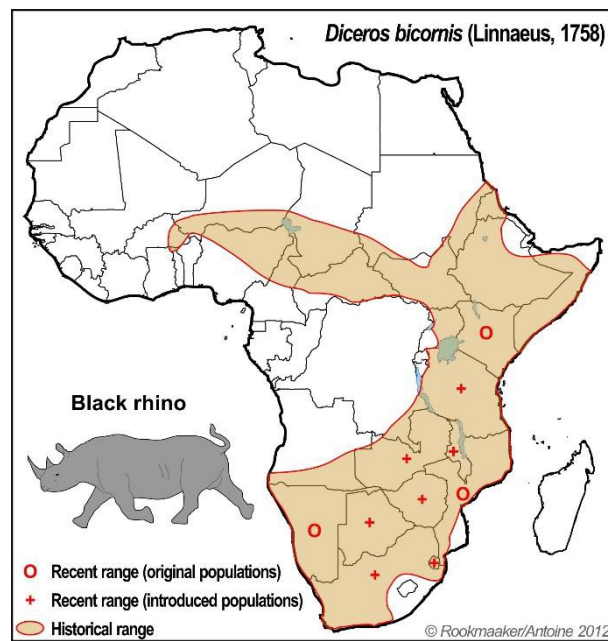 Diceros bicornis (Linnaeus, 1758)
Black rhino
O Recent range (original populations)
+ Recent range (introduced populations)
Historical range
© Rookmaaker/Antoine 2012